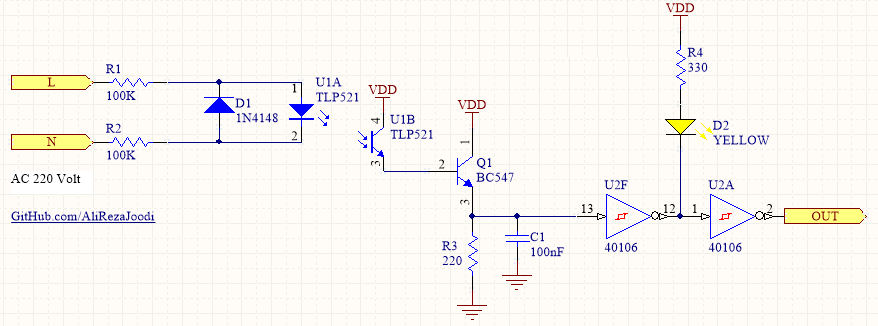 VDD
R4
330
L
R1
100K
1
U1A
TLP521
D1
1N4148
2
N
R2
100K
VDD
4
U1B
TLP521
3
VDD
1
2
Q1
BC547
3
D2
YELLOW
AC 220 Volt
GitHub.com/AliRezaJoodi
R3
220
C1
100nF
13
U2F
12
40106
1
U2A
2
40106
OUT